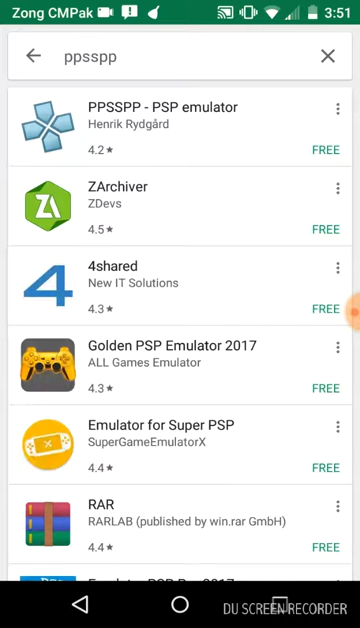 Zong CMPak 3:51
ppsspp
PPSSPP - PSP emulator
Henrik Rydgård
4.2★ FREE
ZArchiver
ZDevs
4.5★ FREE
4shared
New IT Solutions
4.3★ FREE
Golden PSP Emulator 2017
ALL Games Emulator
4.3★ FREE
Emulator for Super PSP
SuperGameEmulatorX
4.4★ FREE
RAR
RARLAB (published by win.rar GmbH)
4.4★ FREE
DU SCREEN RECORDER